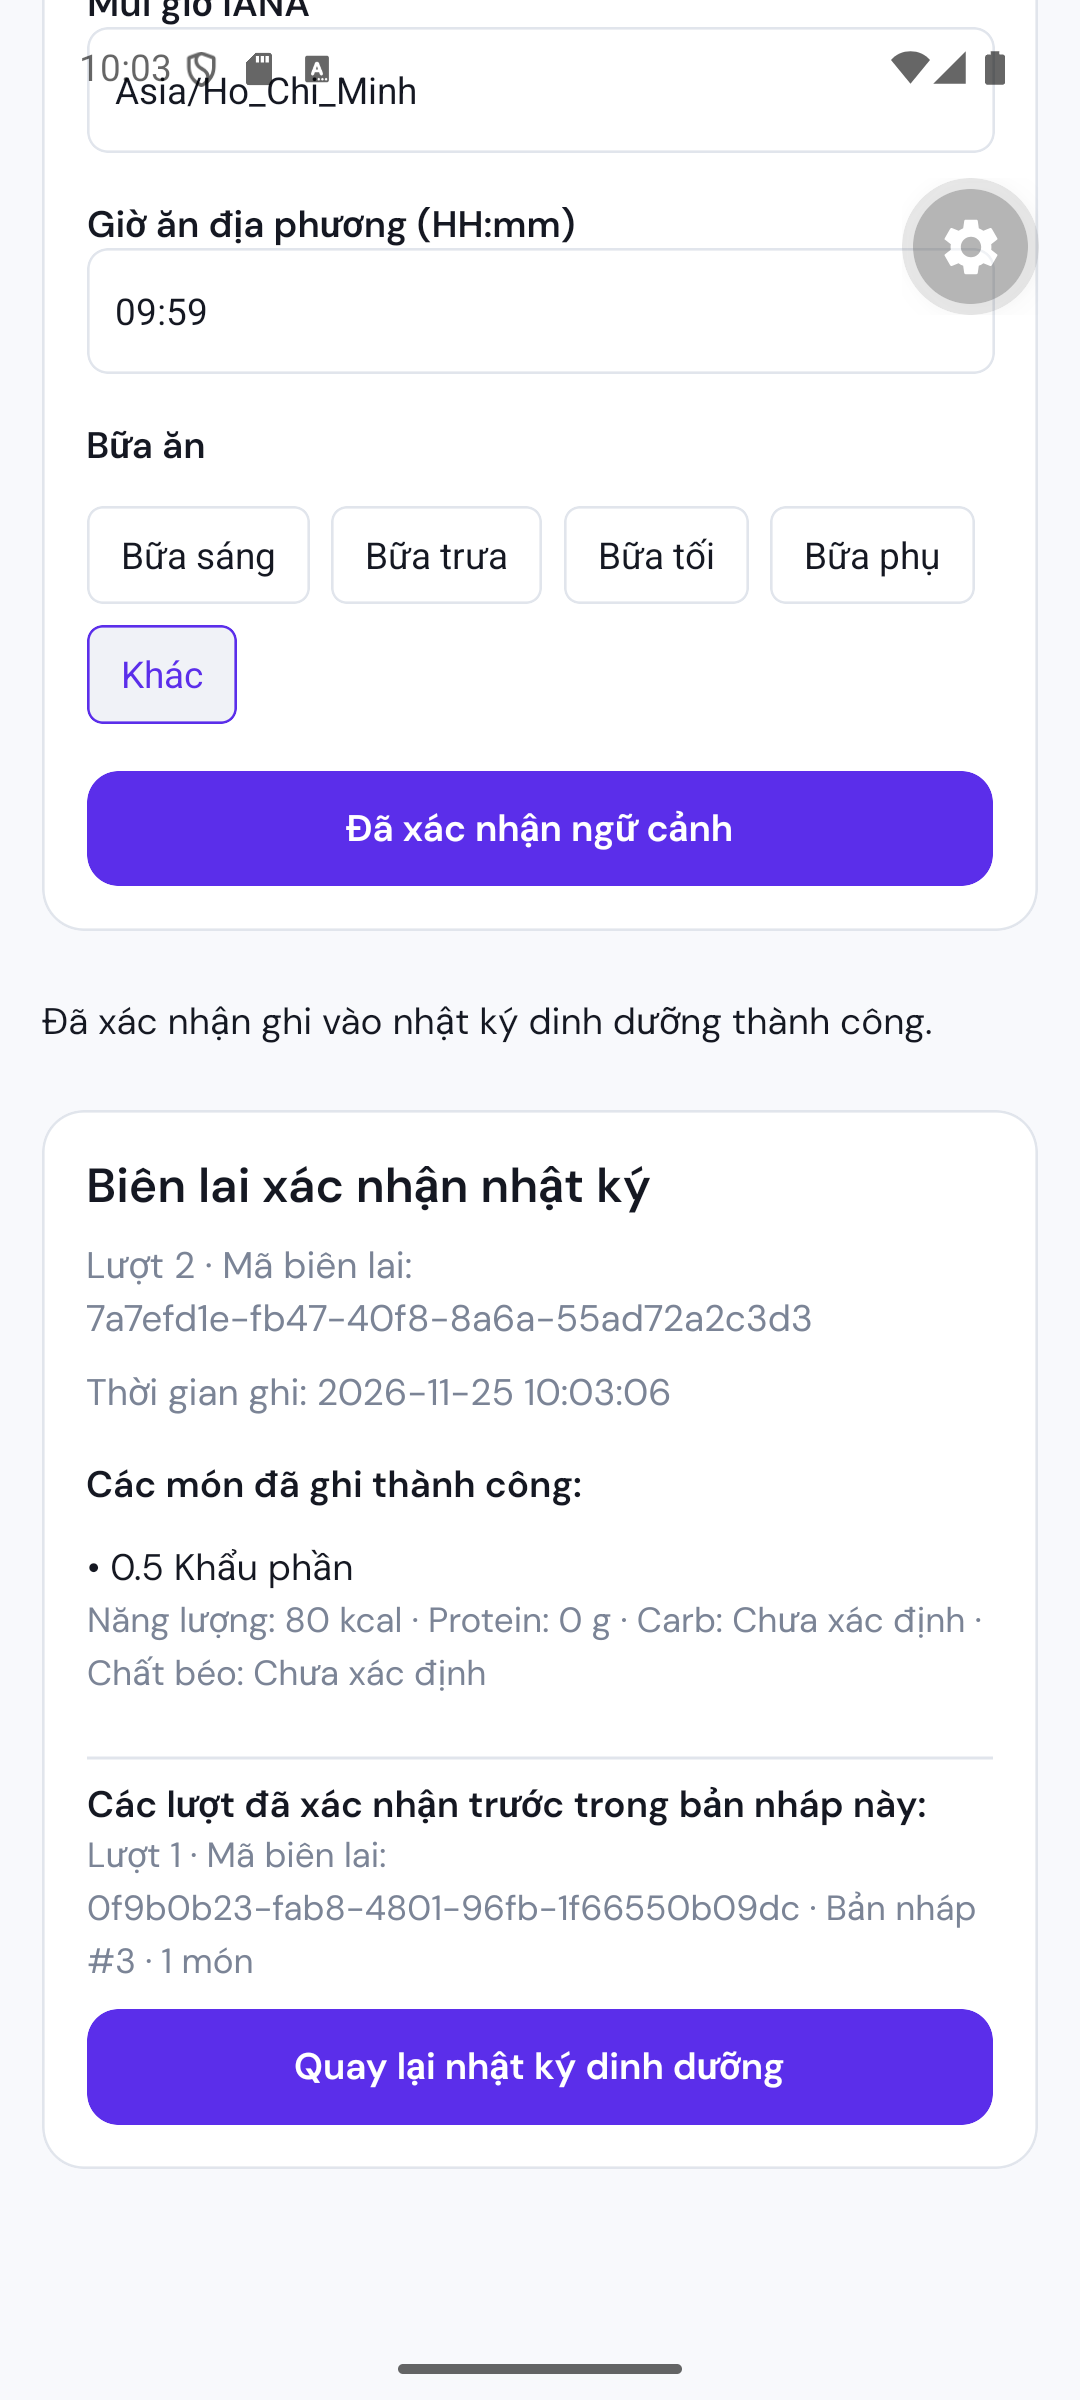 Múi giờ IANA
10:03
Asia/Ho_Chi_Minh
Giờ ăn địa phương (HH:mm)
09:59
Bữa ăn
Bữa sáng
Bữa trưa
Bữa tối
Bữa phụ
Khác
Đã xác nhận ngữ cảnh
Đã xác nhận ghi vào nhật ký dinh dưỡng thành công.
Biên lai xác nhận nhật ký
Lượt 2 · Mã biên lai:
7a7efd1e-fb47-40f8-8a6a-55ad72a2c3d3
Thời gian ghi: 2026-11-25 10:03:06
Các món đã ghi thành công:
• 0.5 Khẩu phần
Năng lượng: 80 kcal · Protein: 0 g · Carb: Chưa xác định ·
Chất béo: Chưa xác định
Các lượt đã xác nhận trước trong bản nháp này:
Lượt 1 · Mã biên lai:
0f9b0b23-fab8-4801-96fb-1f66550b09dc · Bản nháp
#3 · 1 món
Quay lại nhật ký dinh dưỡng